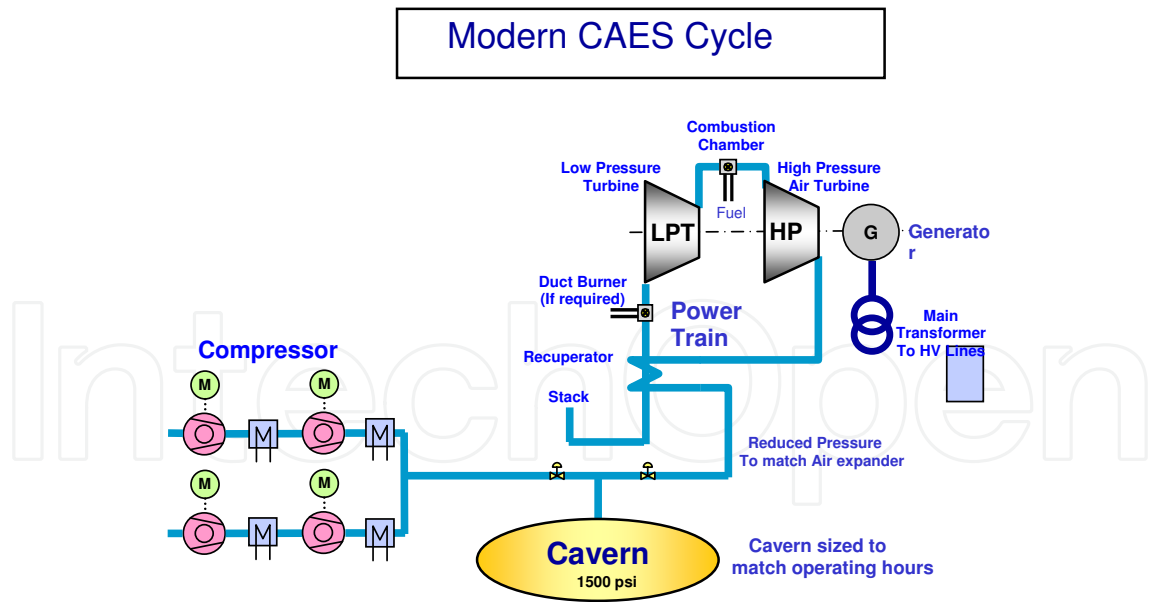 Modern CAES Cycle
Combustion
Chamber
Low Pressure
Turbine
High Pressure
Air Turbine
Fuel
LPT
HP
G
Generato
r
Duct Burner
(If required)
Power
Train
Main
Transformer
To HV Lines
Compressor
Recuperator
Stack
M
M
M
M
Reduced Pressure
To match Air expander
M
M
M
M
Cavern
1500 psi
Cavern sized to
match operating hours
IntechOpen